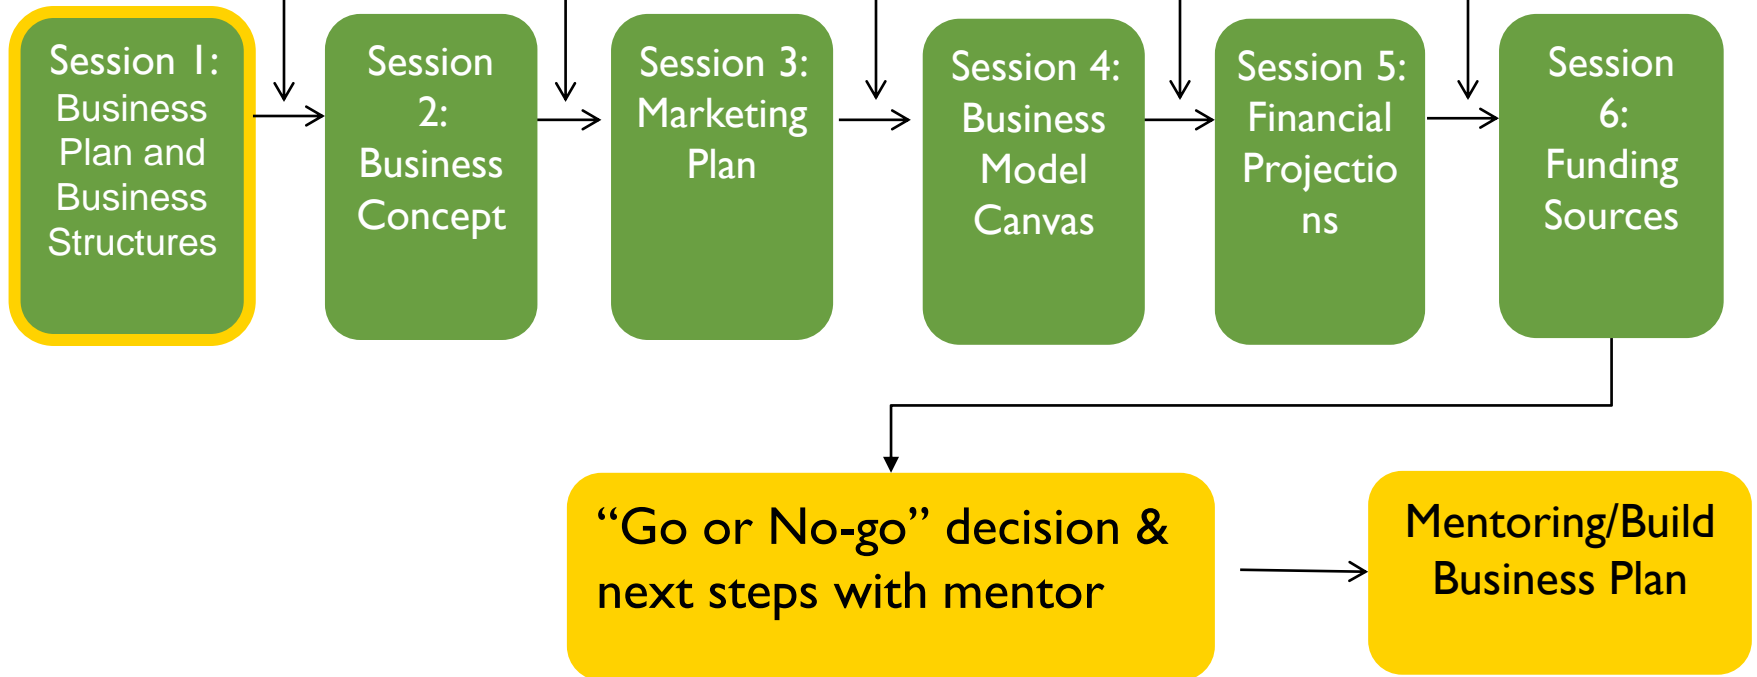 Session 1:
Business
Plan and
Business
Structures
Session
2:
Business
Concept
Session 3:
Marketing
Plan
Session 4:
Business
Model
Canvas
Session 5:
Financial
Projectio
ns
Session
6:
Funding
Sources
“Go or No-go” decision &
next steps with mentor
Mentoring/Build
Business Plan